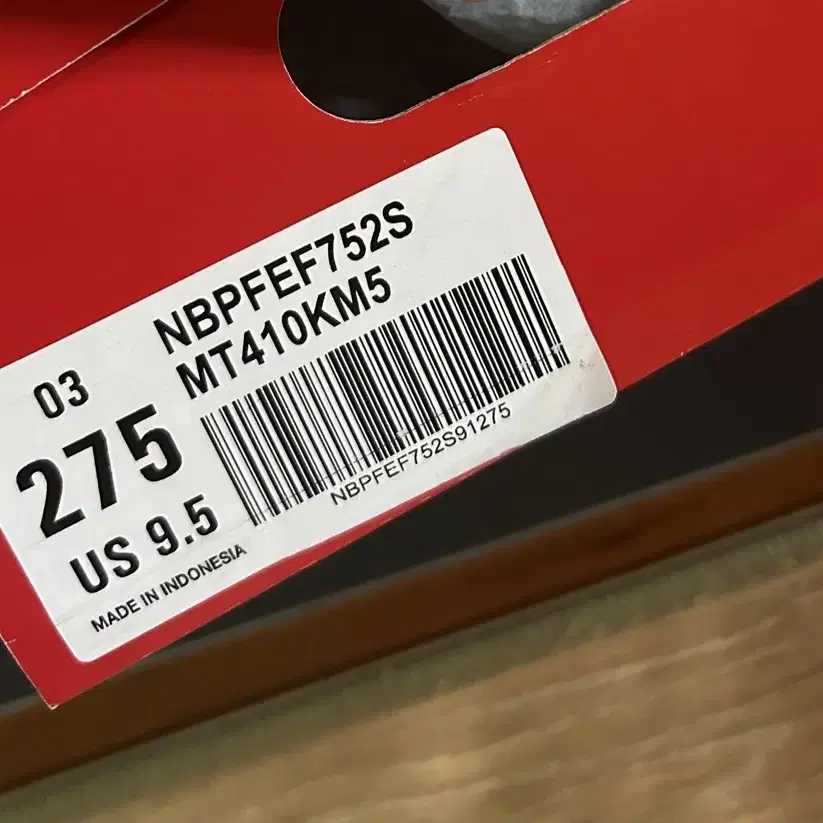 NBPFEF752S
MT410KM5
03
275
US 9.5
NBPFEF752S91275
MADE IN INDONESIA